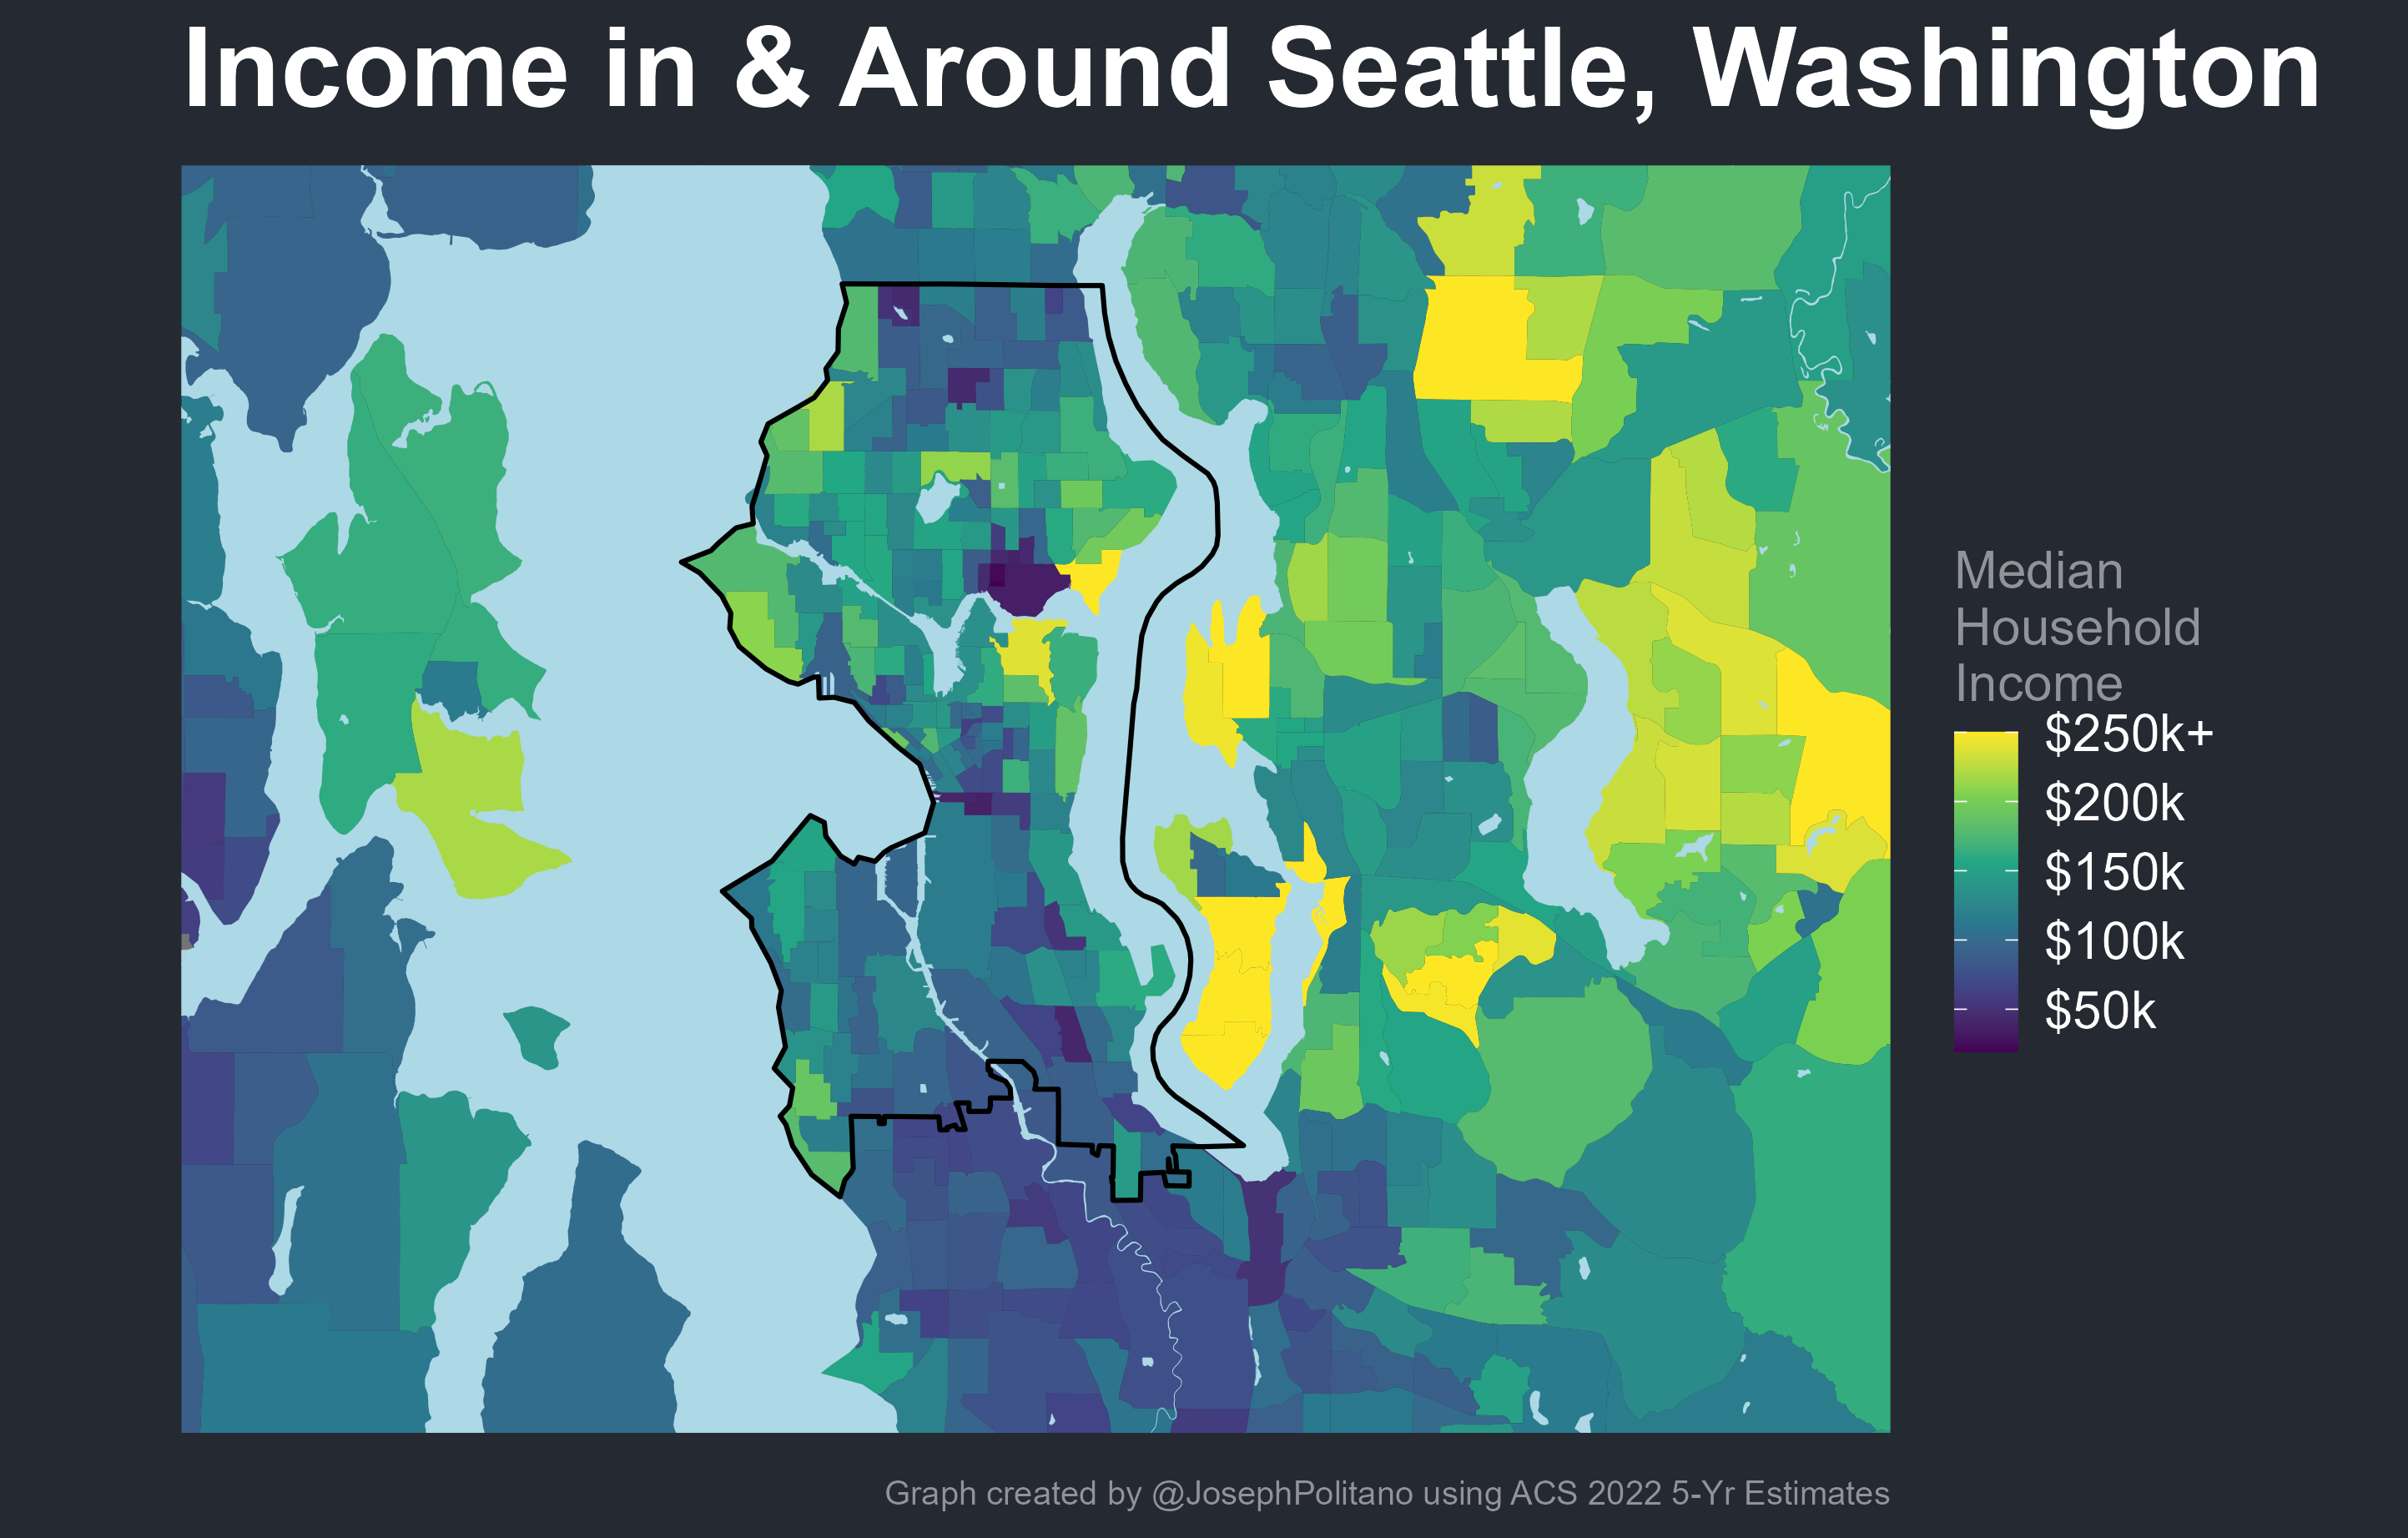 Income in & Around Seattle, Washington
Median
Household
Income
$250k+
$200k
$150k
$100k
$50k
Graph created by @JosephPolitano using ACS 2022 5-Yr Estimates